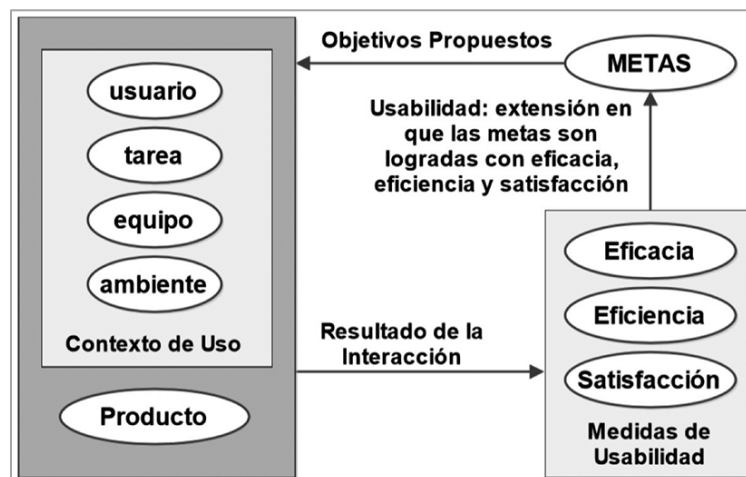 usuario
tarea
equipo
ambiente
Contexto de Uso
Producto
Objetivos Propuestos
METAS
Usabilidad: extensión en
que las metas son
logradas con eficacia,
eficiencia y satisfacción
Resultado de la
Interacción
Eficacia
Eficiencia
Satisfacción
Medidas de
Usabilidad